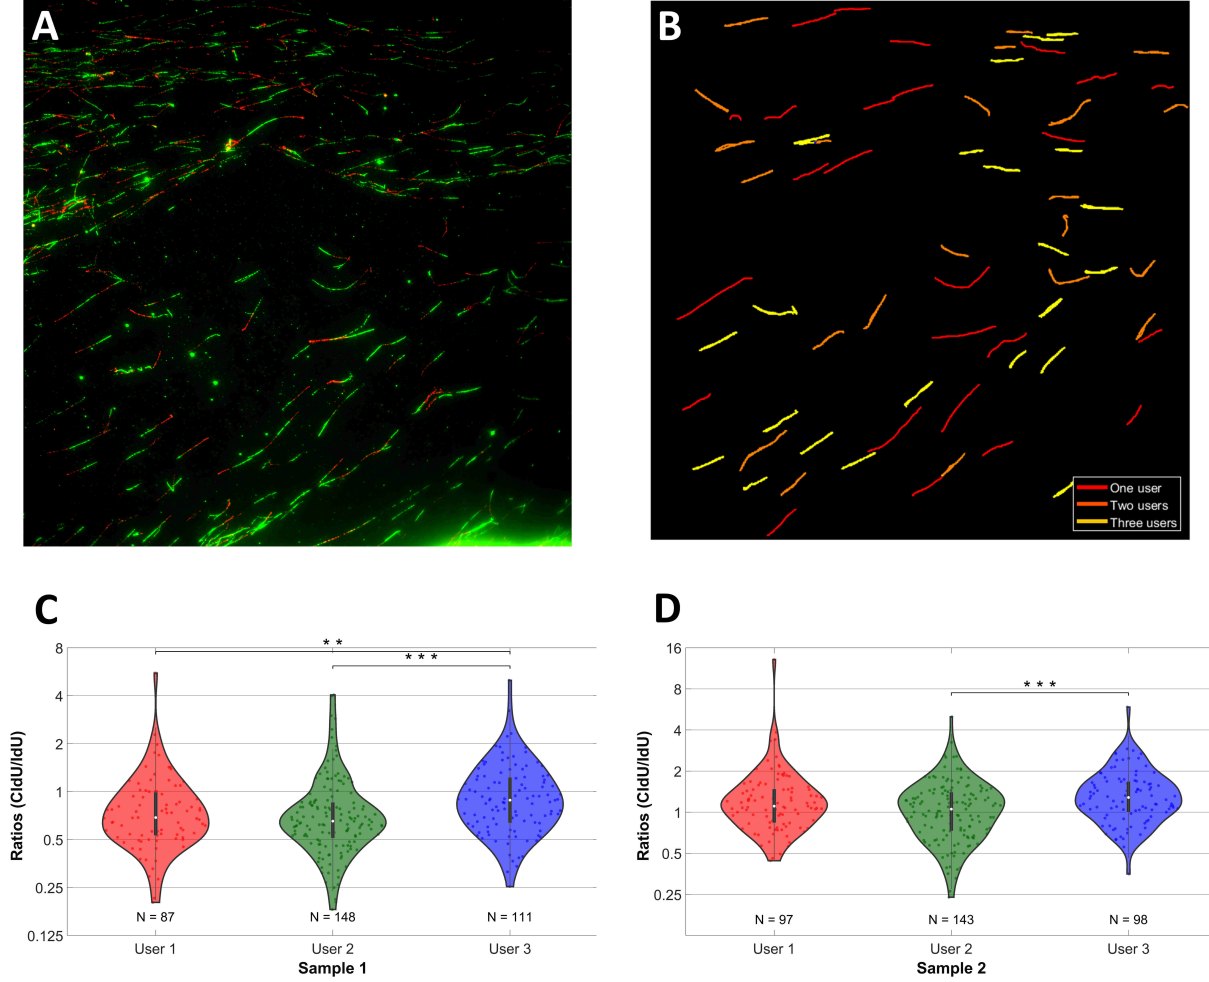 A
B
One user
Two users
Three users
C
8
4
2
1
0.5
0.25
0.125
Ratios (CldU/IdU)
* *
* * *
N = 87
N = 148
N = 111
User 1
User 2
User 3
Sample 1
D
16
8
4
2
1
0.5
0.25
Ratios (CldU/IdU)
* * *
N = 97
N = 143
N = 98
User 1
User 2
User 3
Sample 2